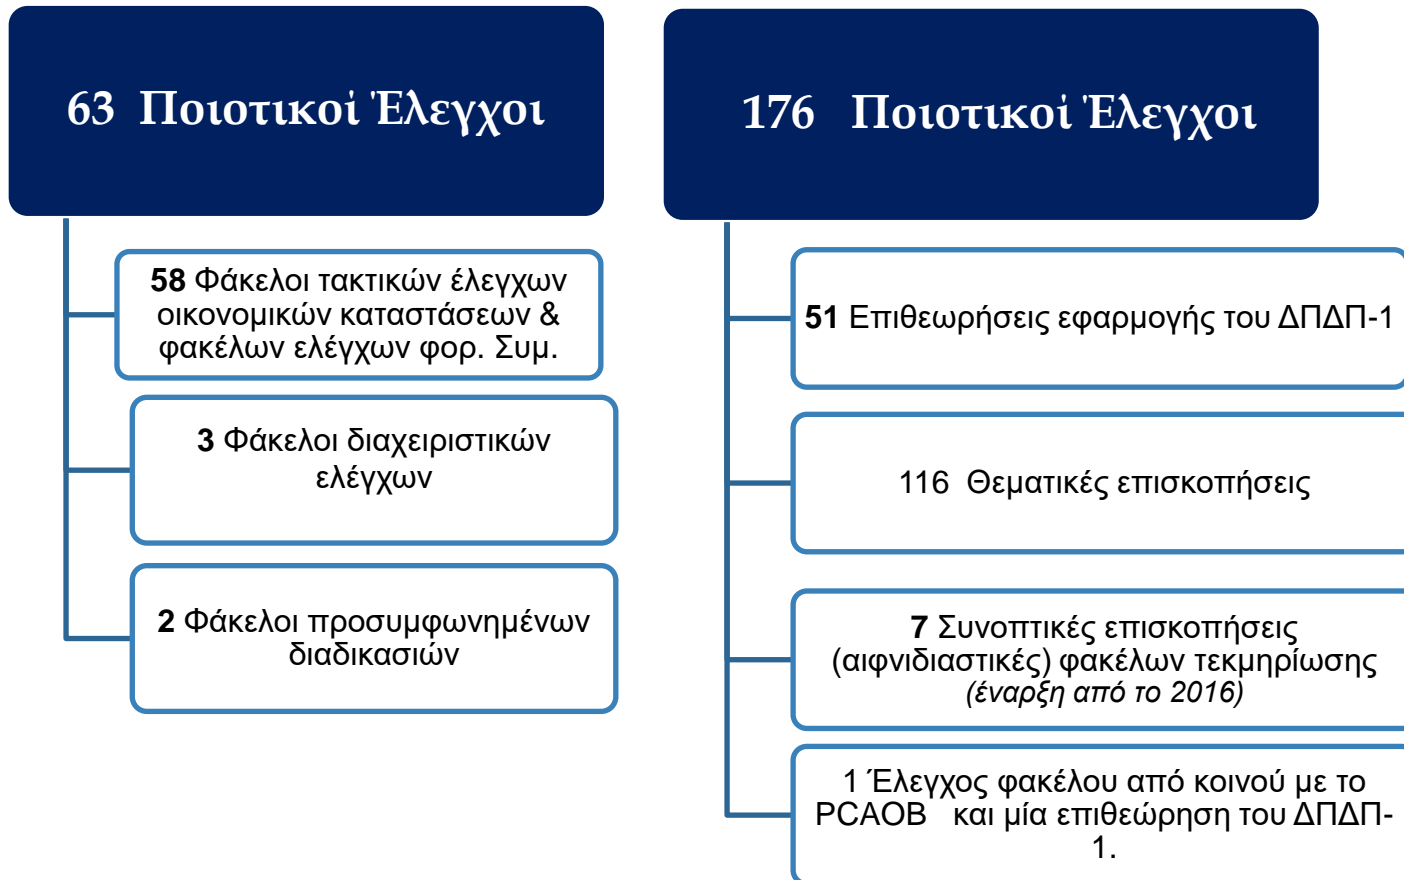 63 Ποιοτικοί Έλεγχοι
58 Φάκελοι τακτικών έλεγχων
οικονομικών καταστάσεων &
φακέλων ελέγχων φορ. Συμ.
3 Φάκελοι διαχειριστικών
ελέγχων
2 Φάκελοι προσυμφωνημένων
διαδικασιών
176 Ποιοτικοί Έλεγχοι
51 Επιθεωρήσεις εφαρμογής του ΔΠΔΠ-1
116 Θεματικές επισκοπήσεις
7 Συνοπτικές επισκοπήσεις
(αιφνιδιαστικές) φακέλων τεκμηρίωσης
(έναρξη από το 2016)
1 Έλεγχος φακέλου από κοινού με το
PCAOB και μία επιθεώρηση του ΔΠΔΠ-
1.